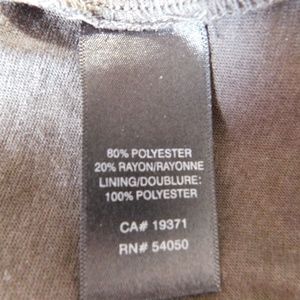 80% POLYESTER
20% RAYON/RAYONNE
LINING/DOUBLURE:
100% POLYESTER
CA# 19371
RN# 54050